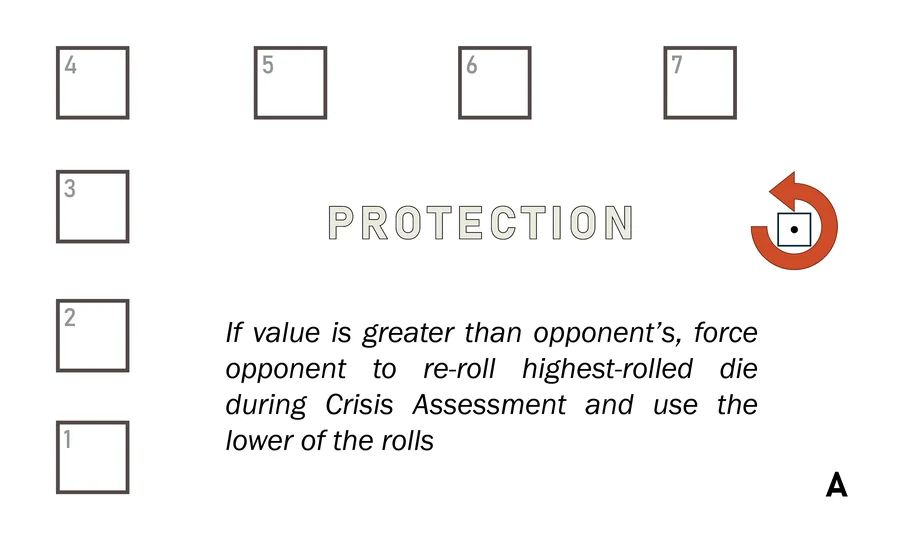 4 5 6 7
3
PROTECTION
2
If value is greater than opponent’s, force
opponent to re-roll highest-rolled die
during Crisis Assessment and use the
lower of the rolls
1
A